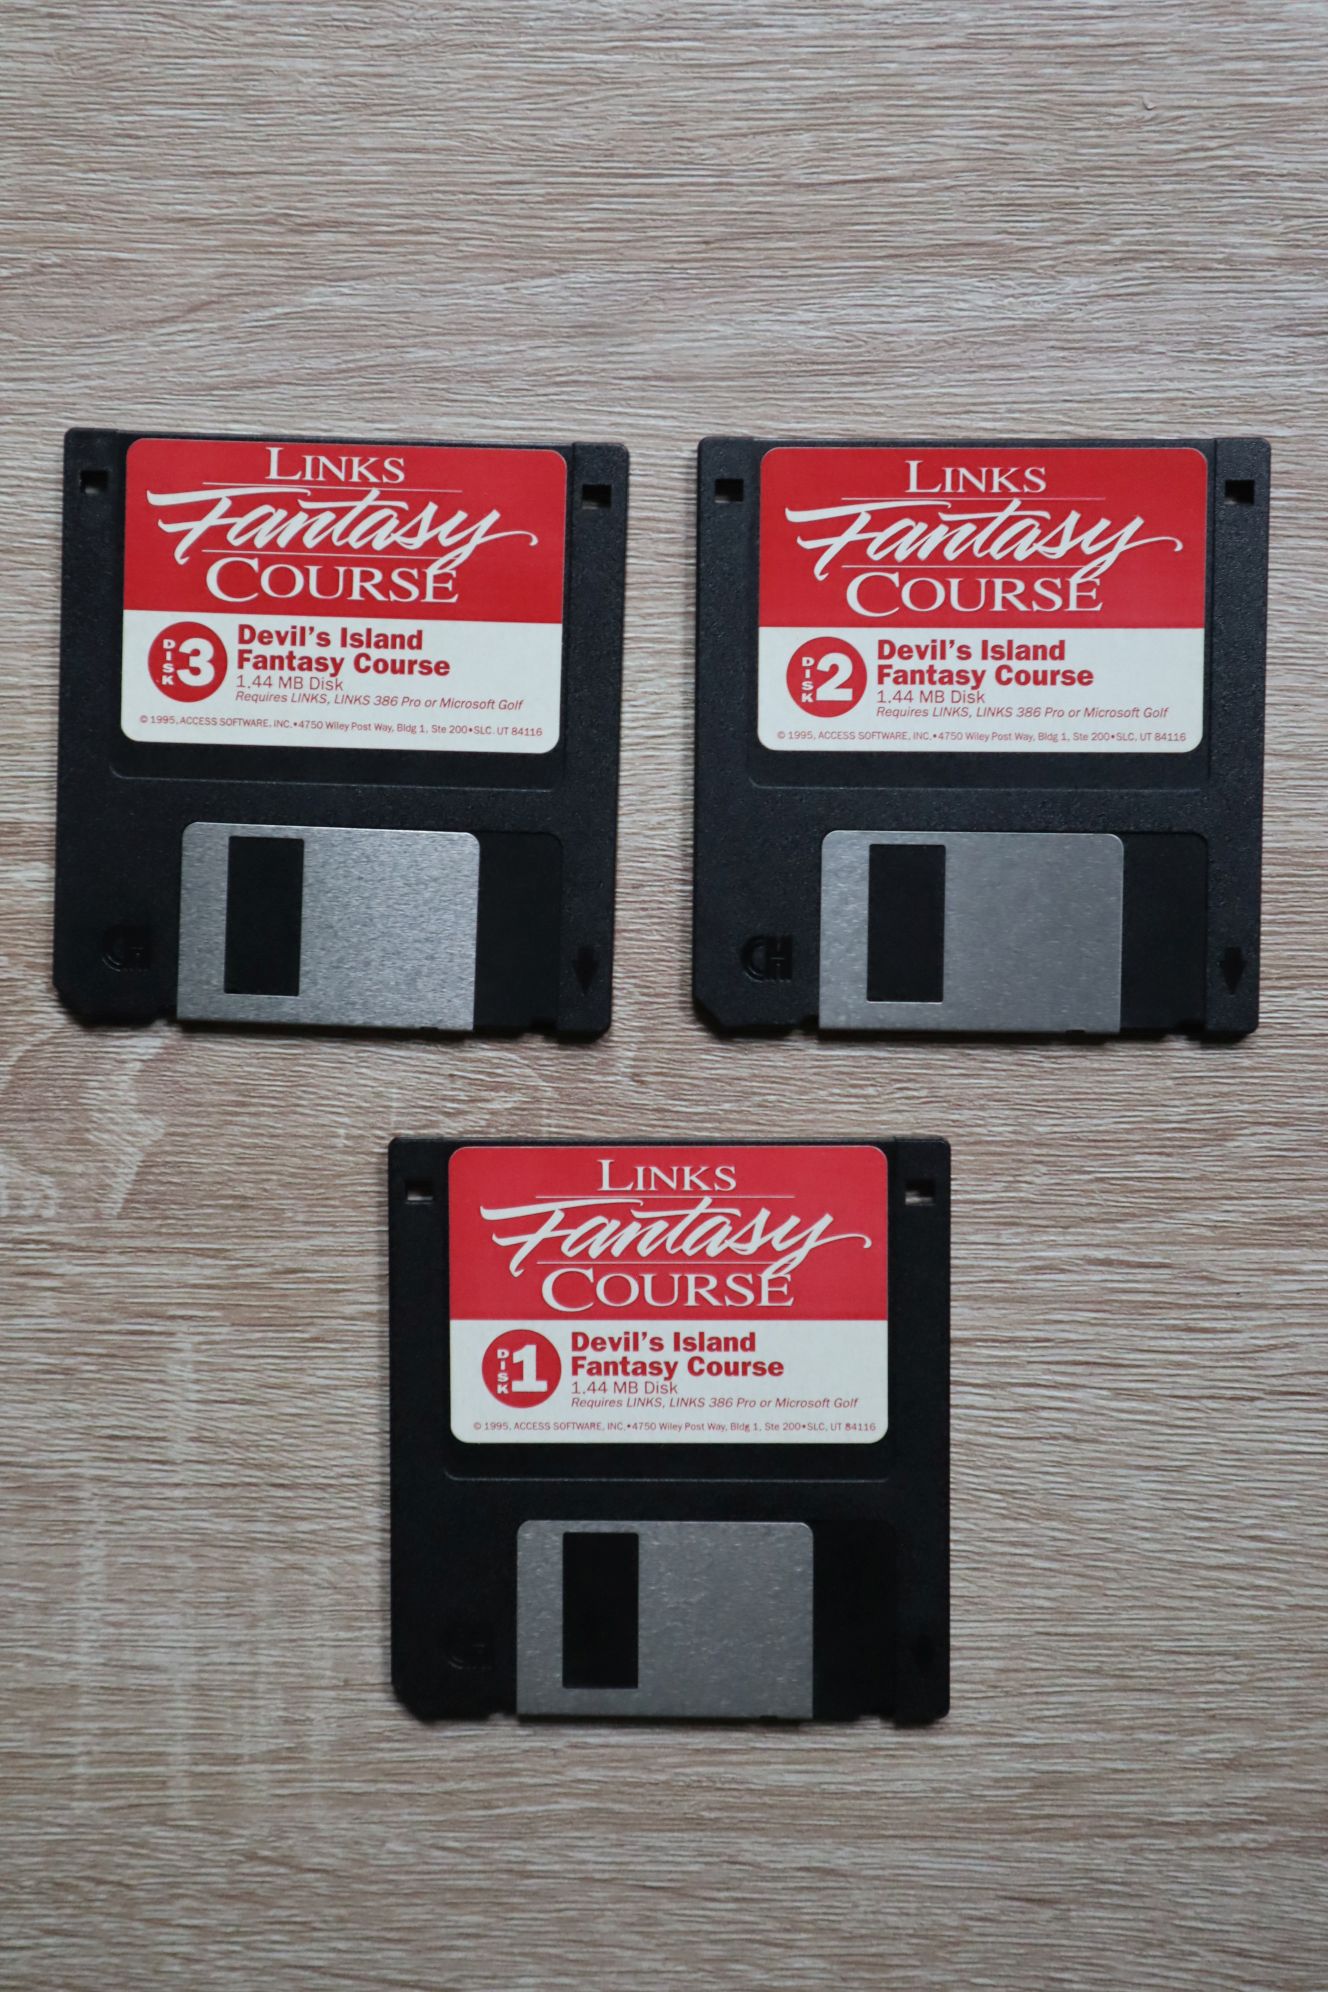 LINKS
Fantasy
COURSE
DISK 3
Devil's Island
Fantasy Course
1.44 MB Disk
Requires LINKS, LINKS 386 Pro or Microsoft Golf
© 1995, ACCESS SOFTWARE, INC.•4750 Wiley Post Way, Bldg 1, Ste 200•SLC, UT 84116
CH
LINKS
Fantasy
COURSE
DISK 2
Devil's Island
Fantasy Course
1.44 MB Disk
Requires LINKS, LINKS 386 Pro or Microsoft Golf
© 1995, ACCESS SOFTWARE, INC.•4750 Wiley Post Way, Bldg 1, Ste 200•SLC, UT 84116
CH
LINKS
Fantasy
COURSE
DISK 1
Devil's Island
Fantasy Course
1.44 MB Disk
Requires LINKS, LINKS 386 Pro or Microsoft Golf
© 1995, ACCESS SOFTWARE, INC.•4750 Wiley Post Way, Bldg 1, Ste 200•SLC, UT 84116
CH